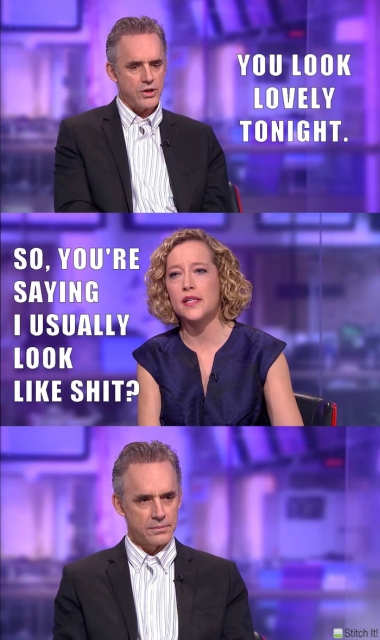 YOU LOOK
LOVELY
TONIGHT.
SO, YOU'RE
SAYING
I USUALLY
LOOK
LIKE SHIT?
Stitch It!